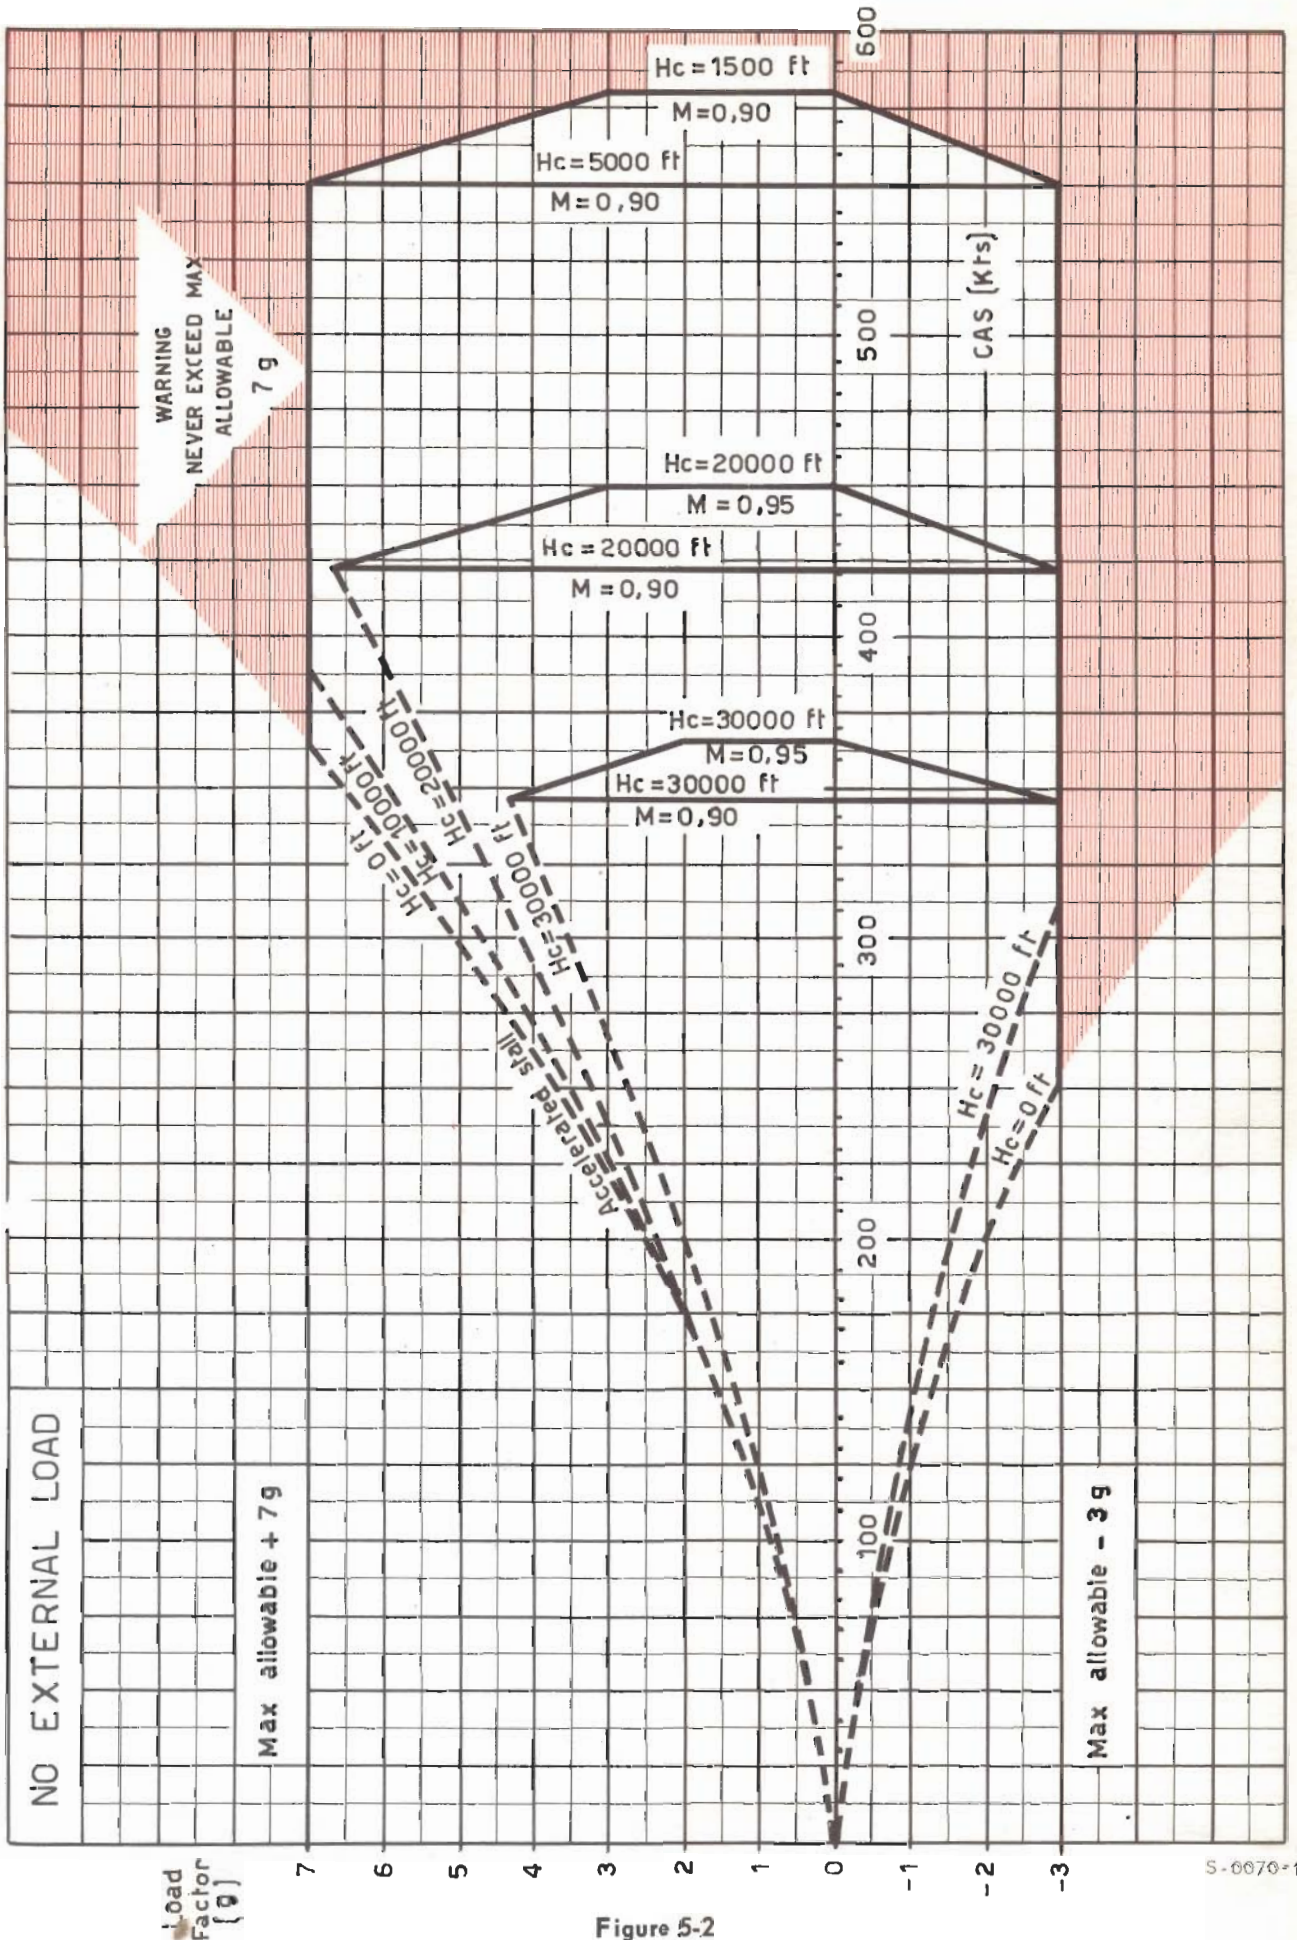 NO EXTERNAL LOAD
Load
Factor
(g)
Max allowable + 7g
WARNING
NEVER EXCEED MAX
ALLOWABLE
7 g
Hc=1500 ft
M=0,90
Hc=5000 ft
M=0,90
Hc=20000 ft
M=0,95
Hc=20000 ft
M=0,90
Hc=30000 ft
M=0,95
Hc=30000 ft
M=0,90
Hc=0 ft
Hc=10000 ft
Hc=20000 ft
Hc=30000 ft
Accelerated stall
Hc=30000 ft
Hc=0 ft
100
200
300
400
500
600
CAS (Kts)
7
6
5
4
3
2
1
0
-1
-2
-3
Max allowable - 3g
S-0070-1
Figure 5-2